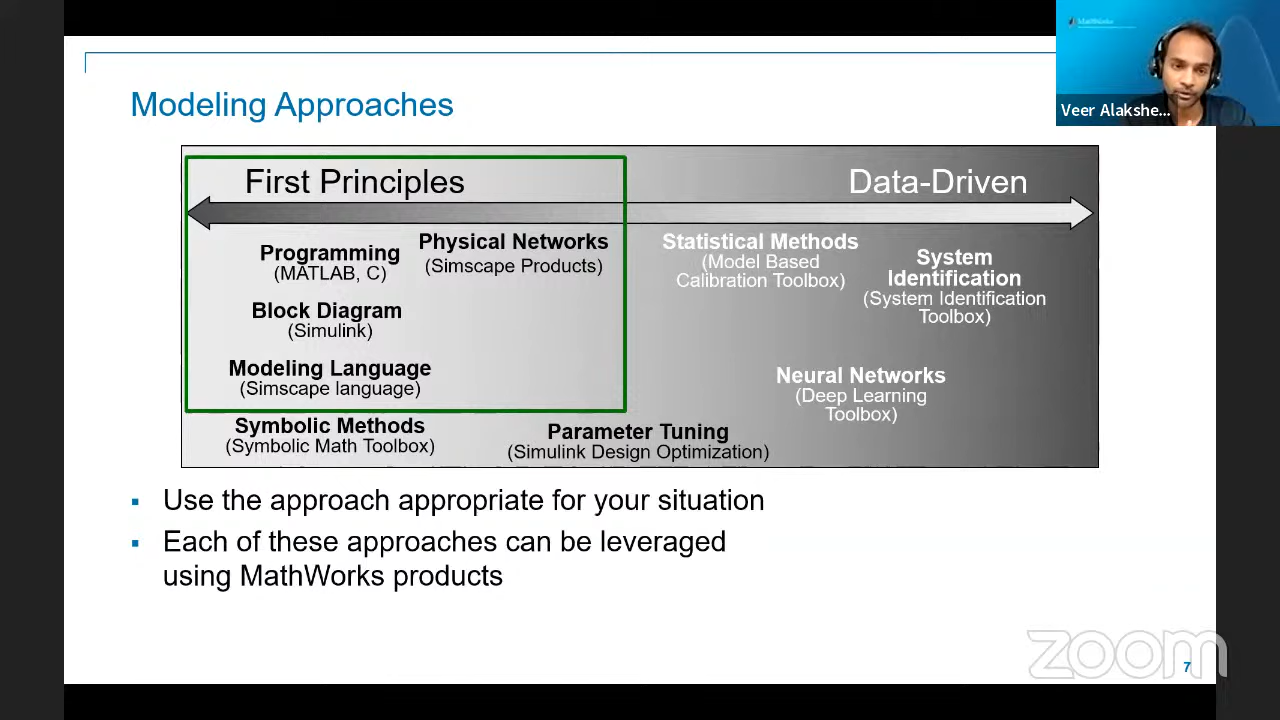 MathWorks
Veer Alakshe...
Modeling Approaches
First Principles
Data-Driven
Programming
(MATLAB, C)
Physical Networks
(Simscape Products)
Block Diagram
(Simulink)
Modeling Language
(Simscape language)
Symbolic Methods
(Symbolic Math Toolbox)
Parameter Tuning
(Simulink Design Optimization)
Statistical Methods
(Model Based
Calibration Toolbox)
System
Identification
(System Identification
Toolbox)
Neural Networks
(Deep Learning
Toolbox)
▪ Use the approach appropriate for your situation
▪ Each of these approaches can be leveraged
using MathWorks products
zoom
7